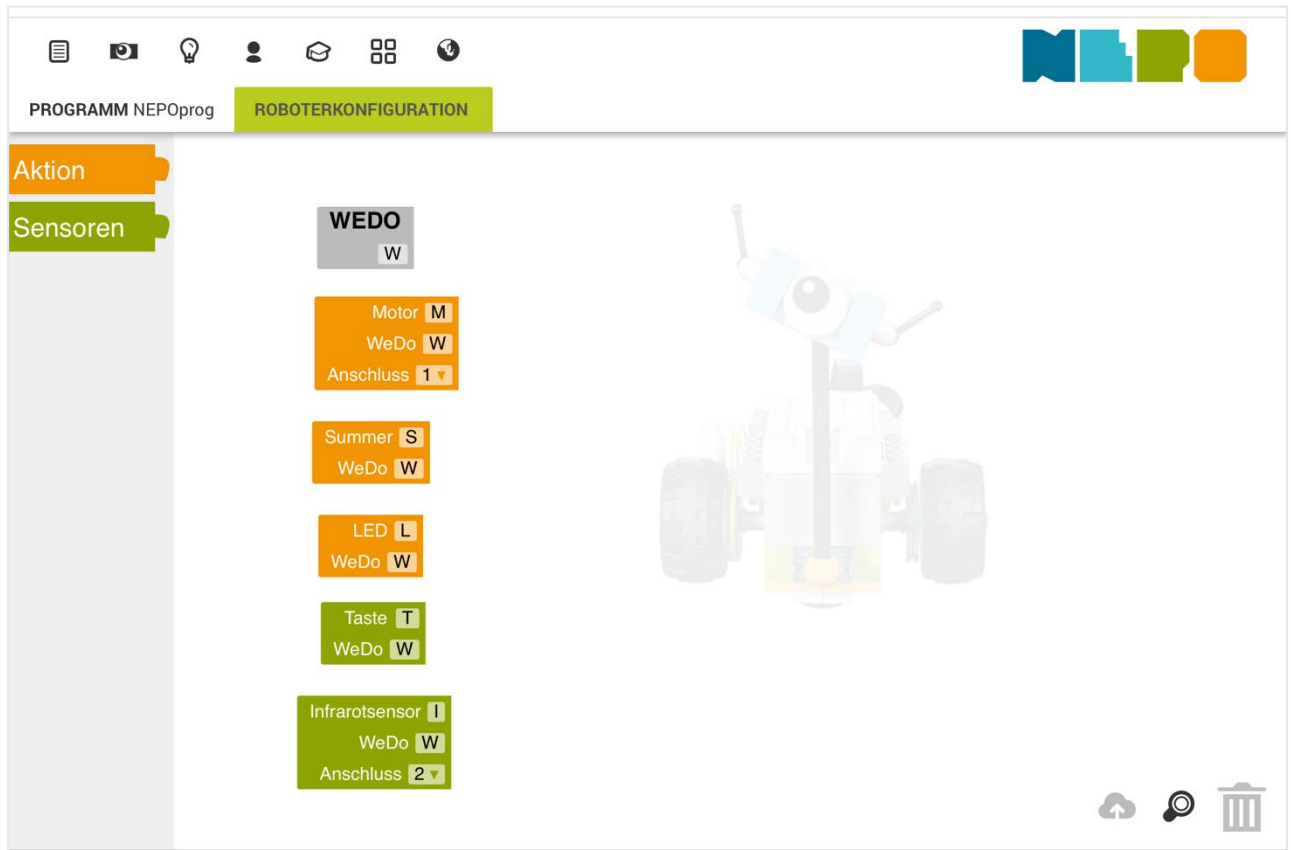 NEPO
PROGRAMM NEPOprog
ROBOTERKONFIGURATION
Aktion
Sensoren
WEDO
W
Motor M
WeDo W
Anschluss 1
Summer S
WeDo W
LED L
WeDo W
Taste T
WeDo W
Infrarotsensor I
WeDo W
Anschluss 2